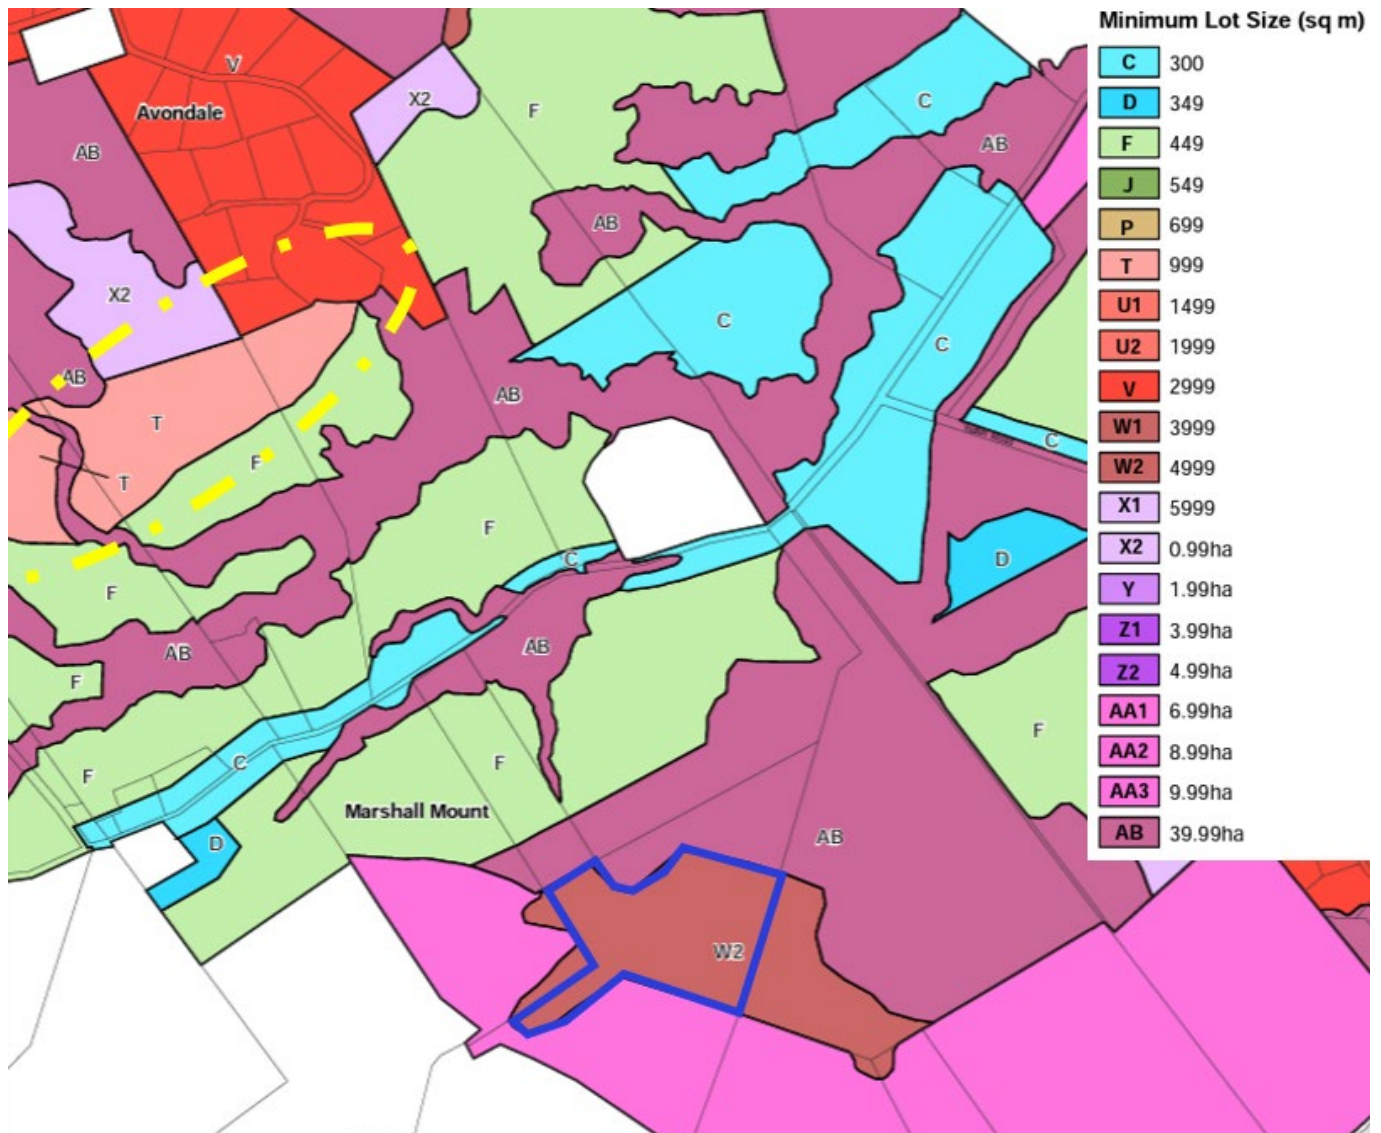 Minimum Lot Size (sq m)
C 300
D 349
F 449
J 549
P 699
T 999
U1 1499
U2 1999
V 2999
W1 3999
W2 4999
X1 5999
X2 0.99ha
Y 1.99ha
Z1 3.99ha
Z2 4.99ha
AA1 6.99ha
AA2 8.99ha
AA3 9.99ha
AB 39.99ha
V
X2
C
Avondale
F
AB
AB
AB
X2
C
C
AB
AB
T
C
F
T
F
D
C
F
AB
AB
F
F
C
F
F
Marshall Mount
AB
D
W2